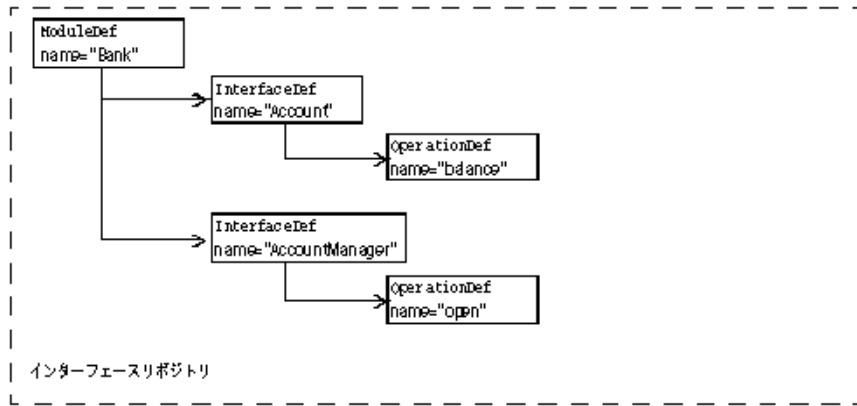 ModuleDef
name="Bank"
InterfaceDef
name="Account"
OperationDef
name="balance"
InterfaceDef
name="AccountManager"
OperationDef
name="open"
インターフェースリポジトリ